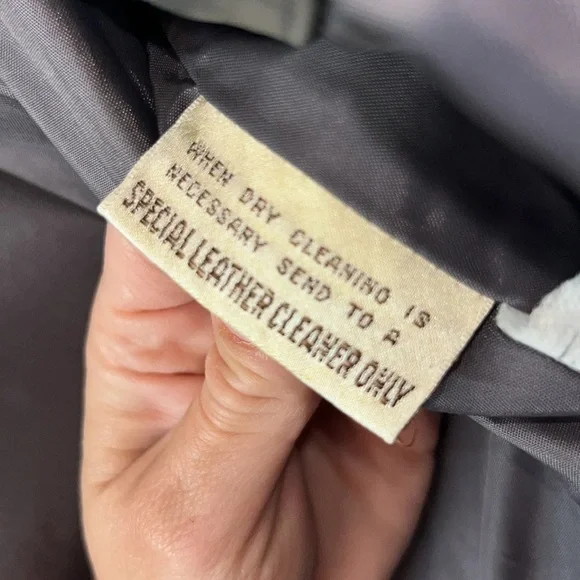 WHEN DRY CLEANING IS
NECESSARY SEND TO A
SPECIAL LEATHER CLEANER ONLY